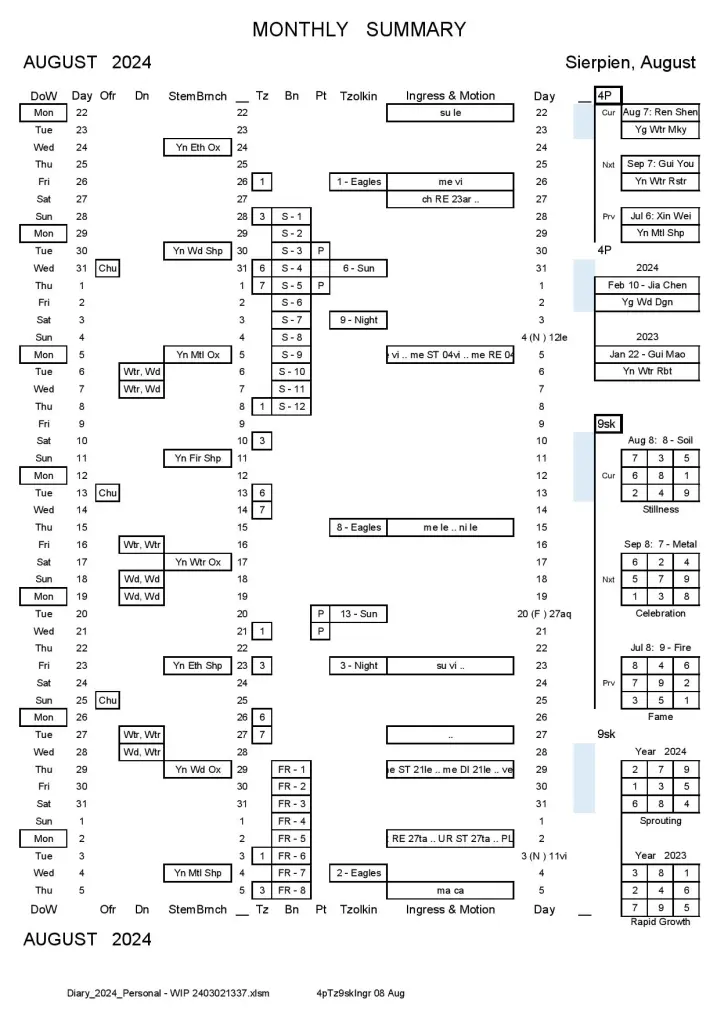 MONTHLY SUMMARY
AUGUST 2024 Sierpien, August
DoW Day Ofr Dn StemBrnch __ Tz Bn Pt Tzolkin Ingress & Motion Day __ 4P
Mon 22 22 su le 22 Cur Aug 7: Ren Shen
Tue 23 23 23 Yg Wtr Mky
Wed 24 Yn Eth Ox 24 24
Thu 25 25 25 Nxt Sep 7: Gui You
Fri 26 26 1 1 - Eagles me vi 26 Yn Wtr Rstr
Sat 27 27 ch RE 23ar .. 27
Sun 28 28 3 S - 1 28 Prv Jul 6: Xin Wei
Mon 29 29 S - 2 29 Yn Mtl Shp
Tue 30 Yn Wd Shp 30 S - 3 P 30 4P
Wed 31 Chu 31 6 S - 4 6 - Sun 31 2024
Thu 1 1 7 S - 5 P 1 Feb 10 - Jia Chen
Fri 2 2 S - 6 2 Yg Wd Dgn
Sat 3 3 S - 7 9 - Night 3
Sun 4 4 S - 8 4 (N ) 12le 2023
Mon 5 Yn Mtl Ox 5 S - 9 vi .. me ST 04vi .. me RE 04 5 Jan 22 - Gui Mao
Tue 6 Wtr, Wd 6 S - 10 6 Yn Wtr Rbt
Wed 7 Wtr, Wd 7 S - 11 7
Thu 8 8 1 S - 12 8
Fri 9 9 9 9sk
Sat 10 10 3 10 Aug 8: 8 - Soil
Sun 11 Yn Fir Shp 11 11 7 3 5
Mon 12 12 12 Cur 6 8 1
Tue 13 Chu 13 6 13 2 4 9
Wed 14 14 7 14 Stillness
Thu 15 15 8 - Eagles me le .. ni le 15
Fri 16 Wtr, Wtr 16 16 Sep 8: 7 - Metal
Sat 17 Yn Wtr Ox 17 17 6 2 4
Sun 18 Wd, Wd 18 18 Nxt 5 7 9
Mon 19 Wd, Wd 19 19 1 3 8
Tue 20 20 P 13 - Sun 20 (F ) 27aq Celebration
Wed 21 21 1 P 21
Thu 22 22 22 Jul 8: 9 - Fire
Fri 23 Yn Eth Shp 23 3 3 - Night su vi .. 23 8 4 6
Sat 24 24 24 Prv 7 9 2
Sun 25 Chu 25 25 3 5 1
Mon 26 26 6 26 Fame
Tue 27 Wtr, Wtr 27 7 .. 27 9sk
Wed 28 Wd, Wtr 28 28 Year 2024
Thu 29 Yn Wd Ox 29 FR - 1 ST 21le .. me DI 21le .. ve 29 2 7 9
Fri 30 30 FR - 2 30 1 3 5
Sat 31 31 FR - 3 31 6 8 4
Sun 1 1 FR - 4 1 Sprouting
Mon 2 2 FR - 5 RE 27ta .. UR ST 27ta .. PL 2
Tue 3 3 1 FR - 6 3 (N ) 11vi Year 2023
Wed 4 Yn Mtl Shp 4 FR - 7 2 - Eagles 4 3 8 1
Thu 5 5 3 FR - 8 ma ca 5 2 4 6
DoW Day Ofr Dn StemBrnch __ Tz Bn Pt Tzolkin Ingress & Motion Day __ 7 9 5
Rapid Growth
AUGUST 2024
Diary_2024_Personal - WIP 2403021337.xlsm 4pTz9skIngr 08 Aug